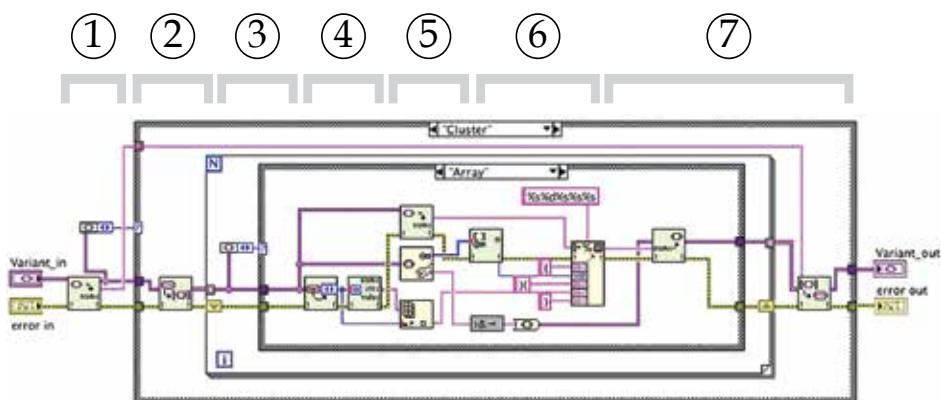 ① ② ③ ④ ⑤ ⑥ ⑦
"Cluster"
N
"Array"
%s%d%s%s%s
Variant_in
error in
Variant_out
error out
i